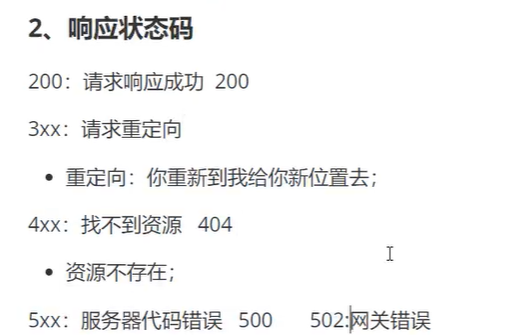 2、响应状态码
200：请求响应成功 200
3xx：请求重定向
• 重定向：你重新到我给你新位置去；
4xx：找不到资源 404
• 资源不存在；
5xx：服务器代码错误 500 502:网关错误